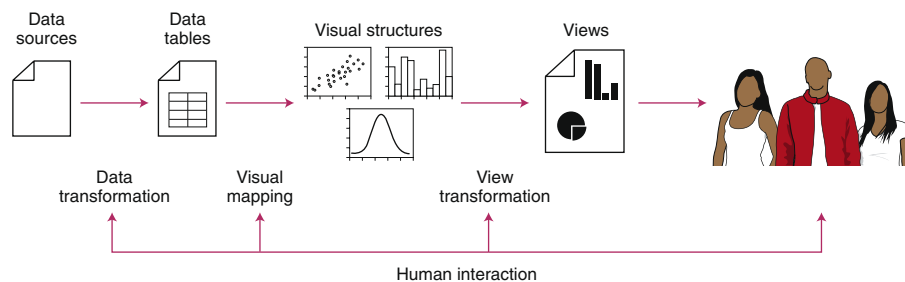 Data
sources
Data
tables
Visual structures
Views
Data
transformation
Visual
mapping
View
transformation
Human interaction